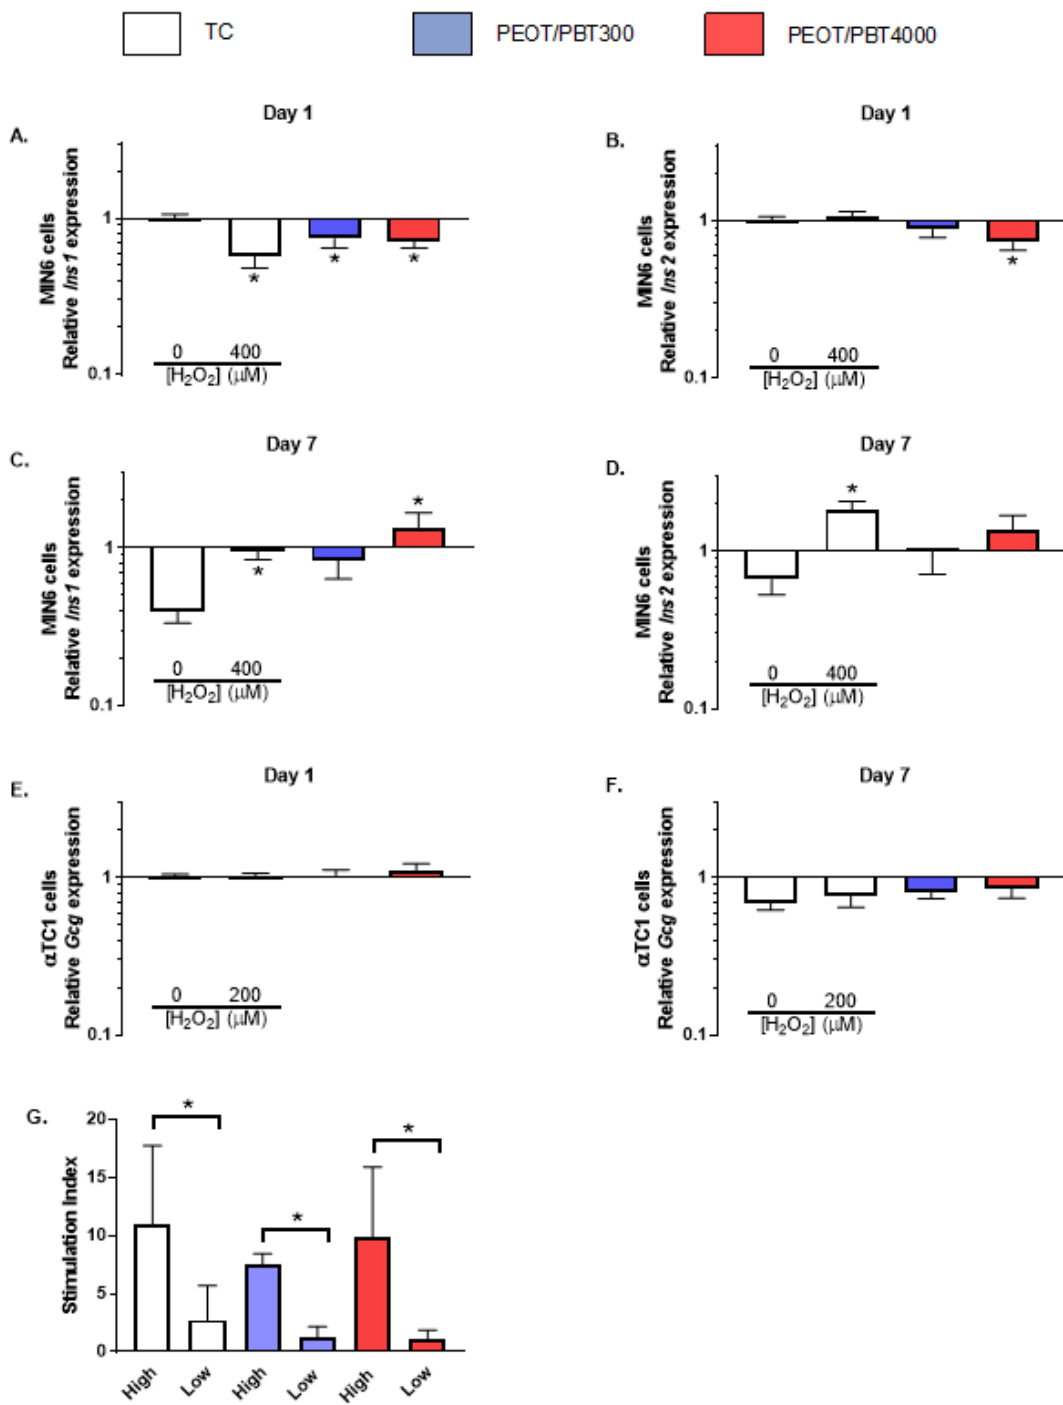 TC PEOT/PBT300 PEOT/PBT4000
A.
Day 1
MIN6 cells
Relative Ins1 expression
1
0.1
* * *
0 400
[H₂O₂] (µM)
B.
Day 1
MIN6 cells
Relative Ins2 expression
1
0.1
*
0 400
[H₂O₂] (µM)
C.
Day 7
MIN6 cells
Relative Ins1 expression
1
0.1
* *
0 400
[H₂O₂] (µM)
D.
Day 7
MIN6 cells
Relative Ins2 expression
1
0.1
*
0 400
[H₂O₂] (µM)
E.
Day 1
αTC1 cells
Relative Gcg expression
1
0.1
0 200
[H₂O₂] (µM)
F.
Day 7
αTC1 cells
Relative Gcg expression
1
0.1
0 200
[H₂O₂] (µM)
G.
Stimulation Index
20
15
10
5
0
* * *
High Low High Low High Low